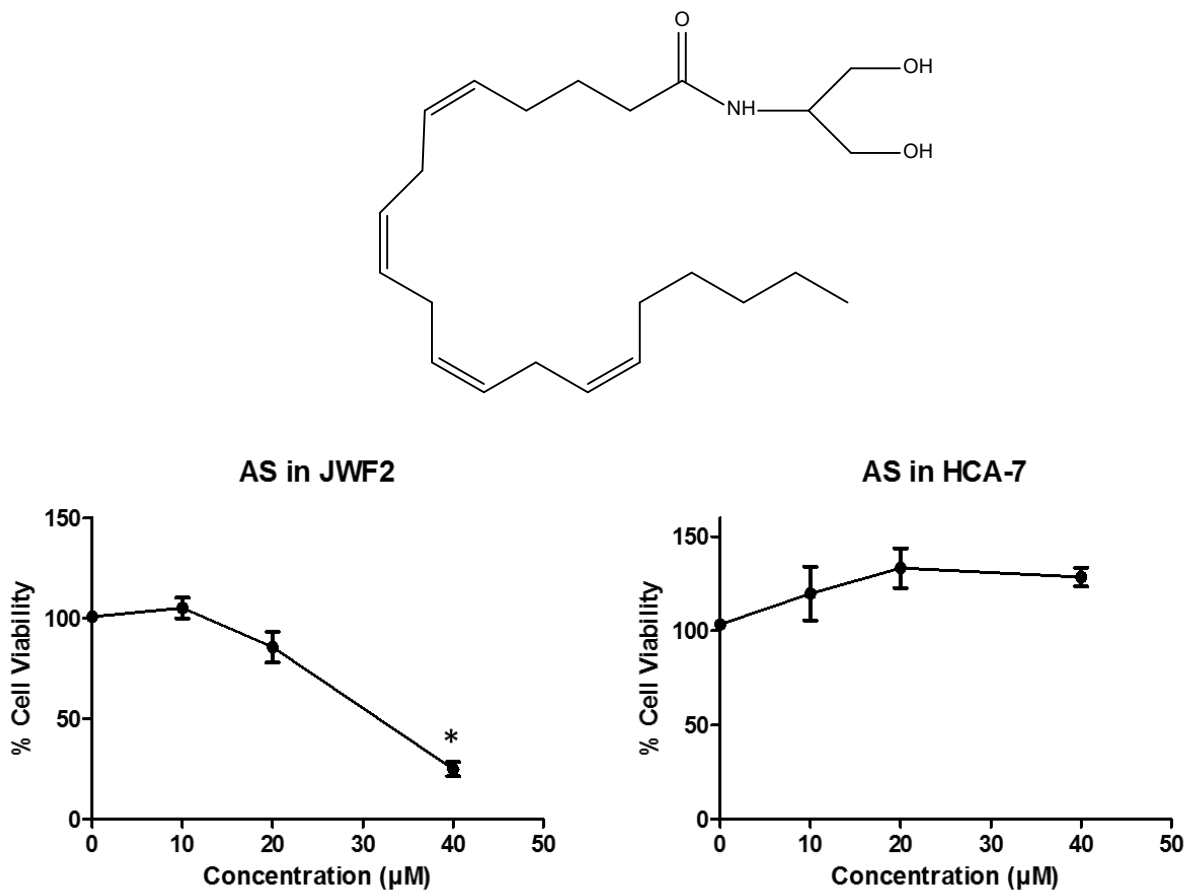 O
OH
NH
OH
AS in JWF2
150
100
50
0
% Cell Viability
*
0 10 20 30 40 50
Concentration (µM)
AS in HCA-7
150
100
50
0
% Cell Viability
0 10 20 30 40 50
Concentration (µM)